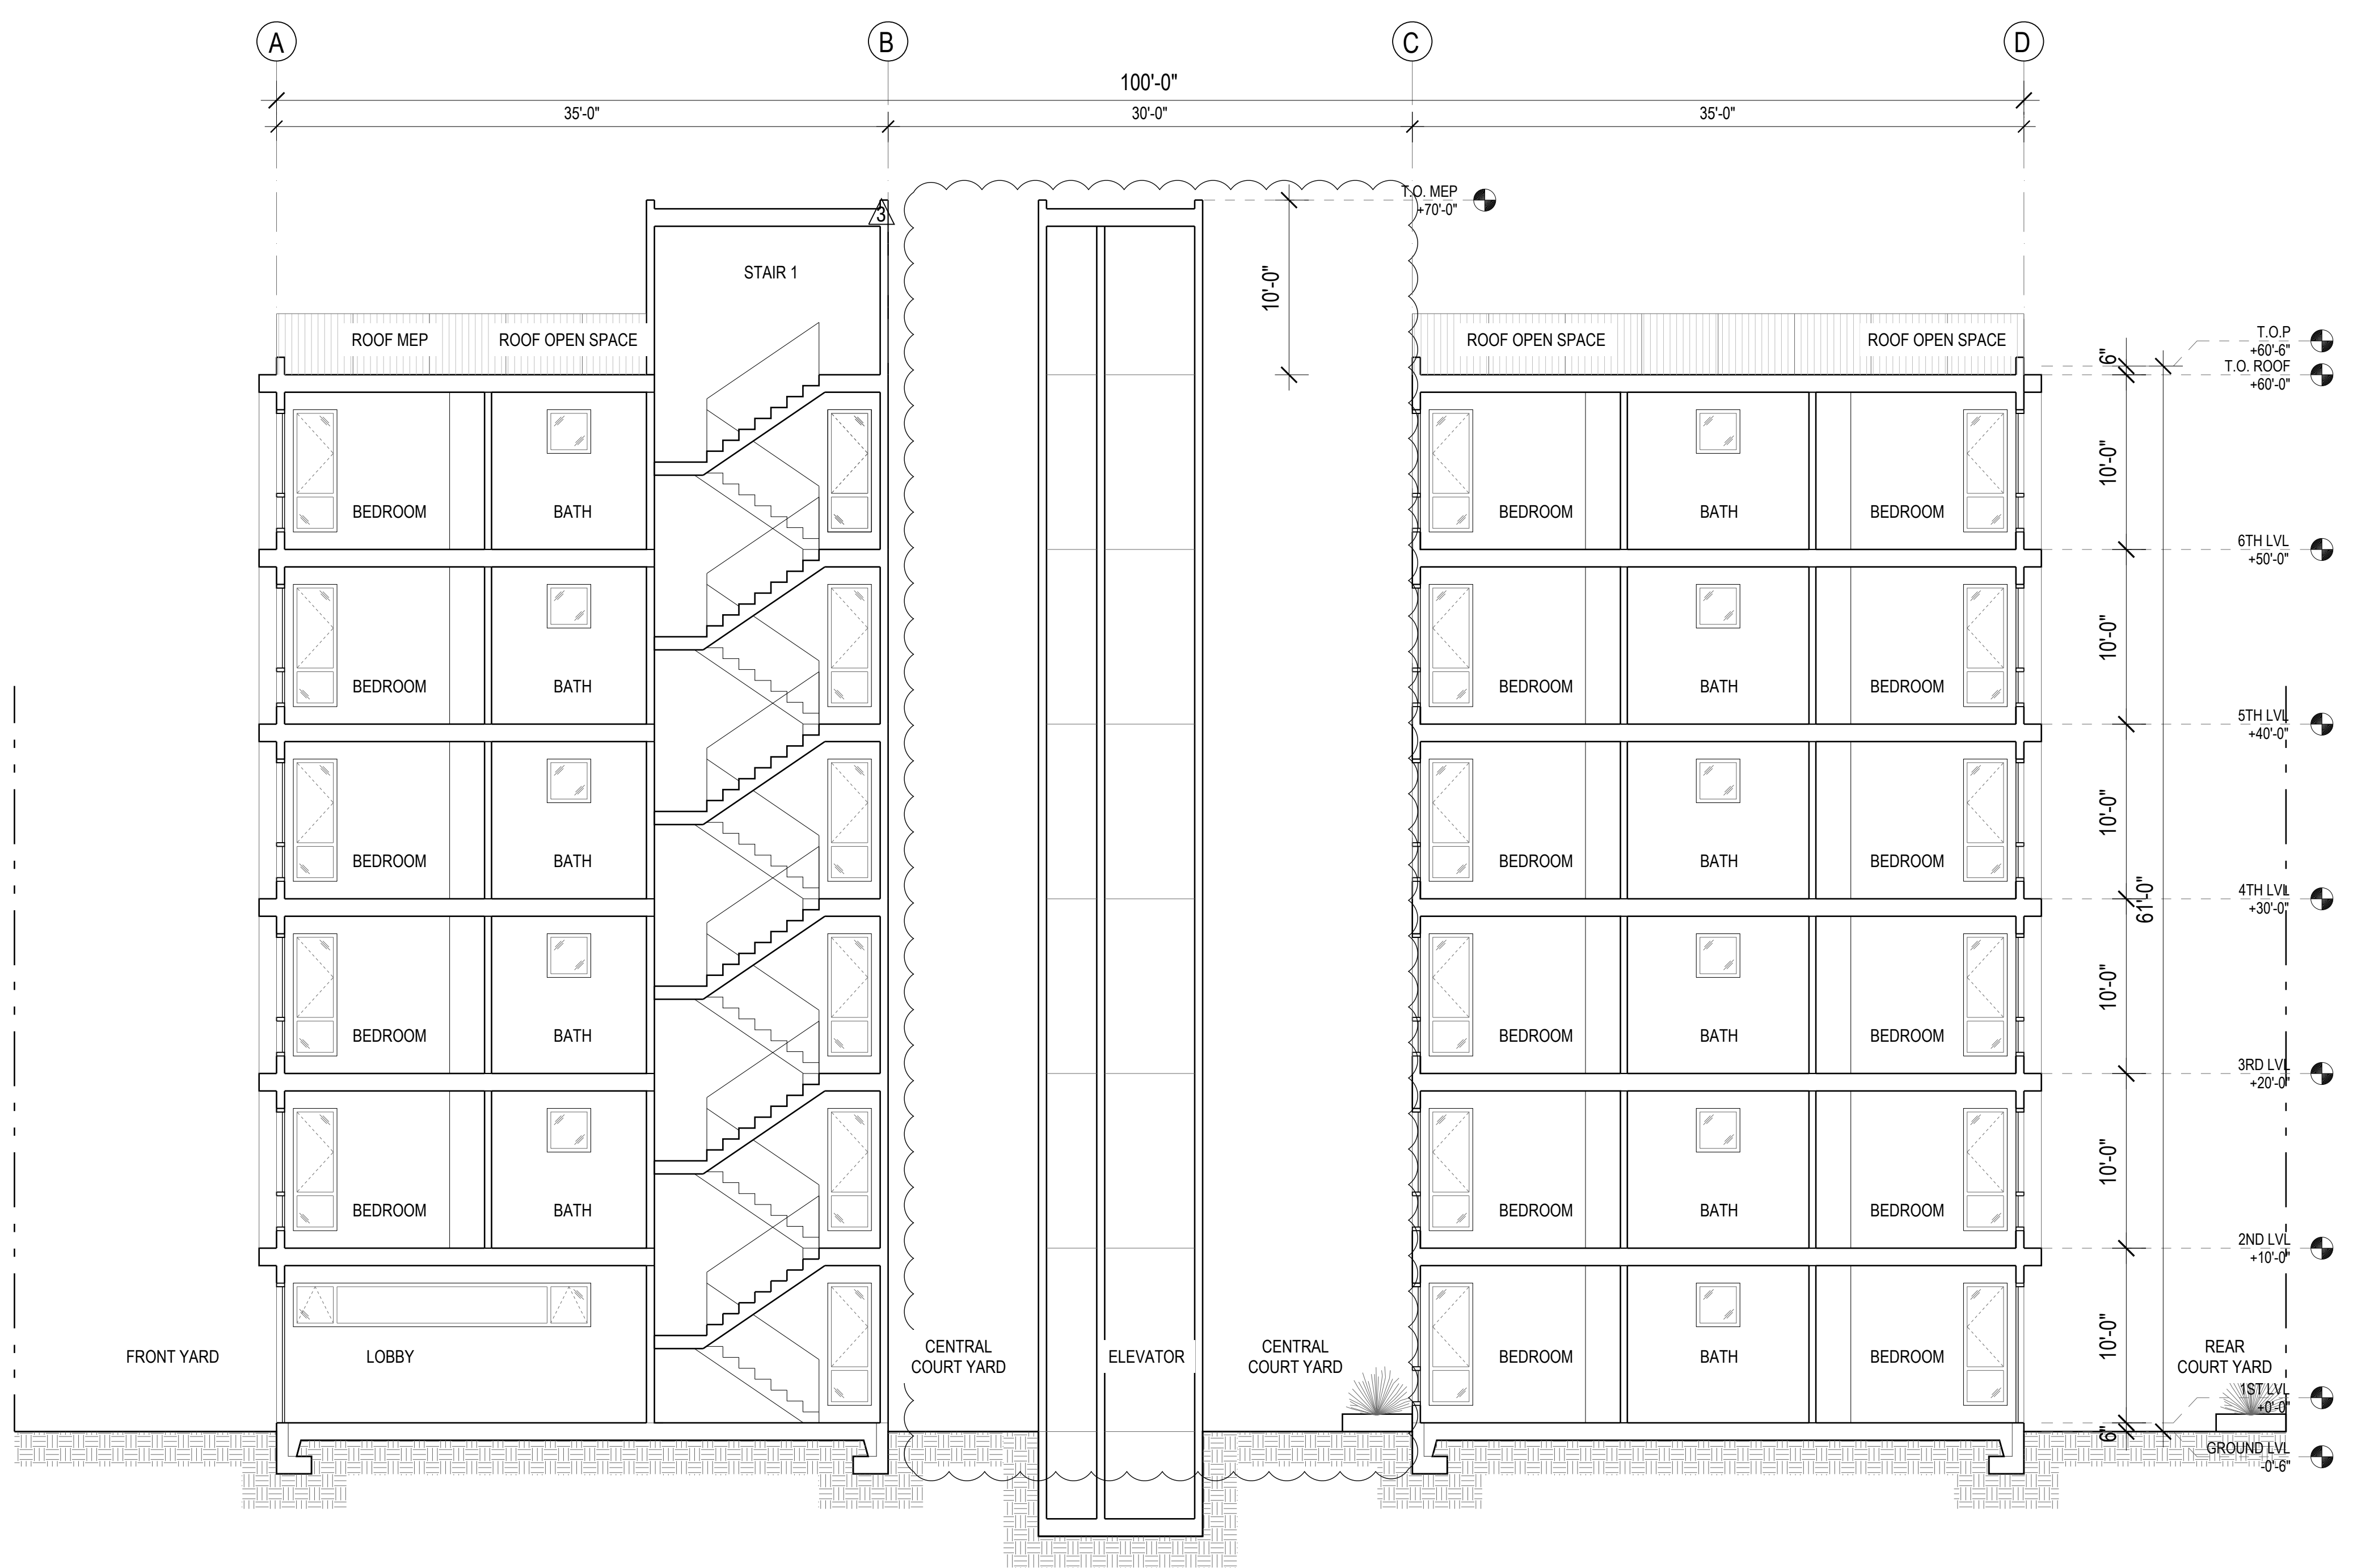 A B C D
100'-0"
35'-0" 30'-0" 35'-0"
T.O. MEP
+70'-0"
3
STAIR 1
10'-0"
ROOF MEP ROOF OPEN SPACE ROOF OPEN SPACE ROOF OPEN SPACE
T.O.P
+60'-6"
6"
T.O. ROOF
+60'-0"
10'-0"
BEDROOM BATH BEDROOM BATH BEDROOM
6TH LVL
+50'-0"
10'-0"
BEDROOM BATH BEDROOM BATH BEDROOM
5TH LVL
+40'-0"
10'-0"
BEDROOM BATH BEDROOM BATH BEDROOM
4TH LVL
+30'-0"
61'-0"
10'-0"
BEDROOM BATH BEDROOM BATH BEDROOM
3RD LVL
+20'-0"
10'-0"
BEDROOM BATH BEDROOM BATH BEDROOM
2ND LVL
+10'-0"
10'-0"
FRONT YARD LOBBY
CENTRAL
COURT YARD
ELEVATOR
CENTRAL
COURT YARD
BEDROOM BATH BEDROOM
REAR
COURT YARD
1ST LVL
+0'-0"
6"
GROUND LVL
-0'-6"